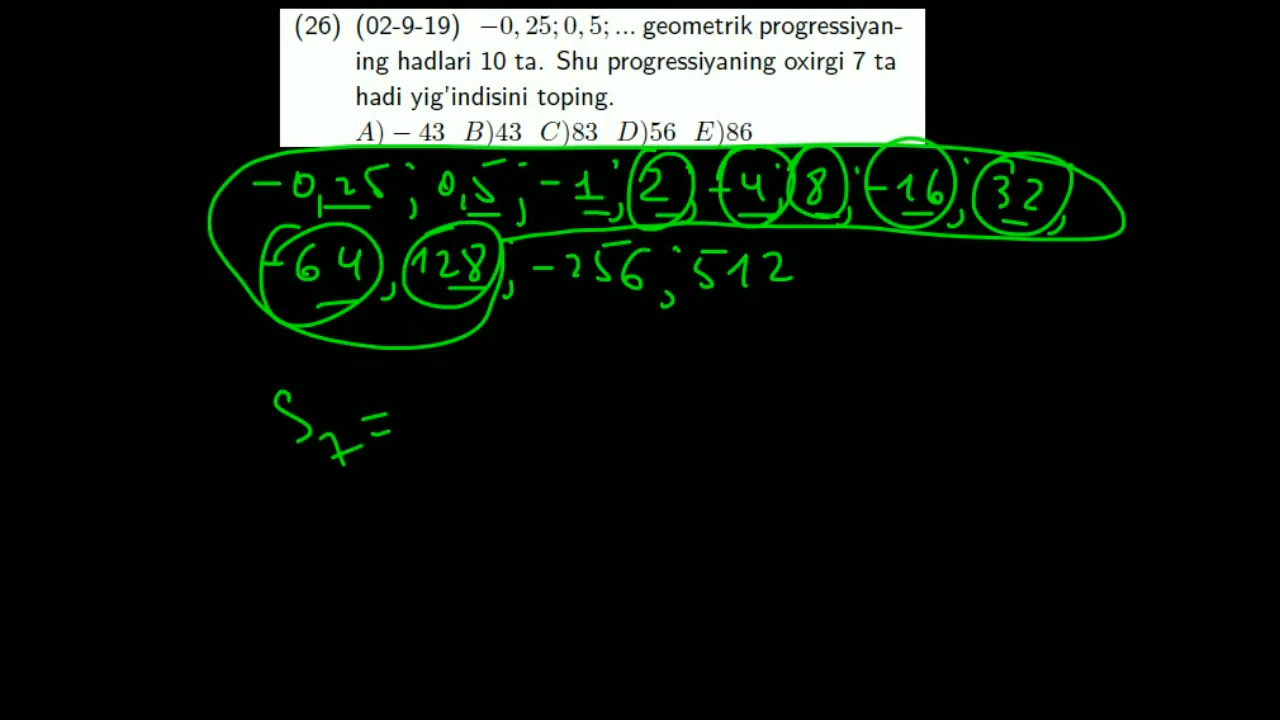 (26) (02-9-19) −0, 25; 0, 5; ... geometrik progressiyan-
ing hadlari 10 ta. Shu progressiyaning oxirgi 7 ta
hadi yig'indisini toping.
A) − 43 B)43 C)83 D)56 E)86
-0,25; 0,5; -1; 2; -4; 8; -16; 32;
-64; 128; -256; 512
S₇=